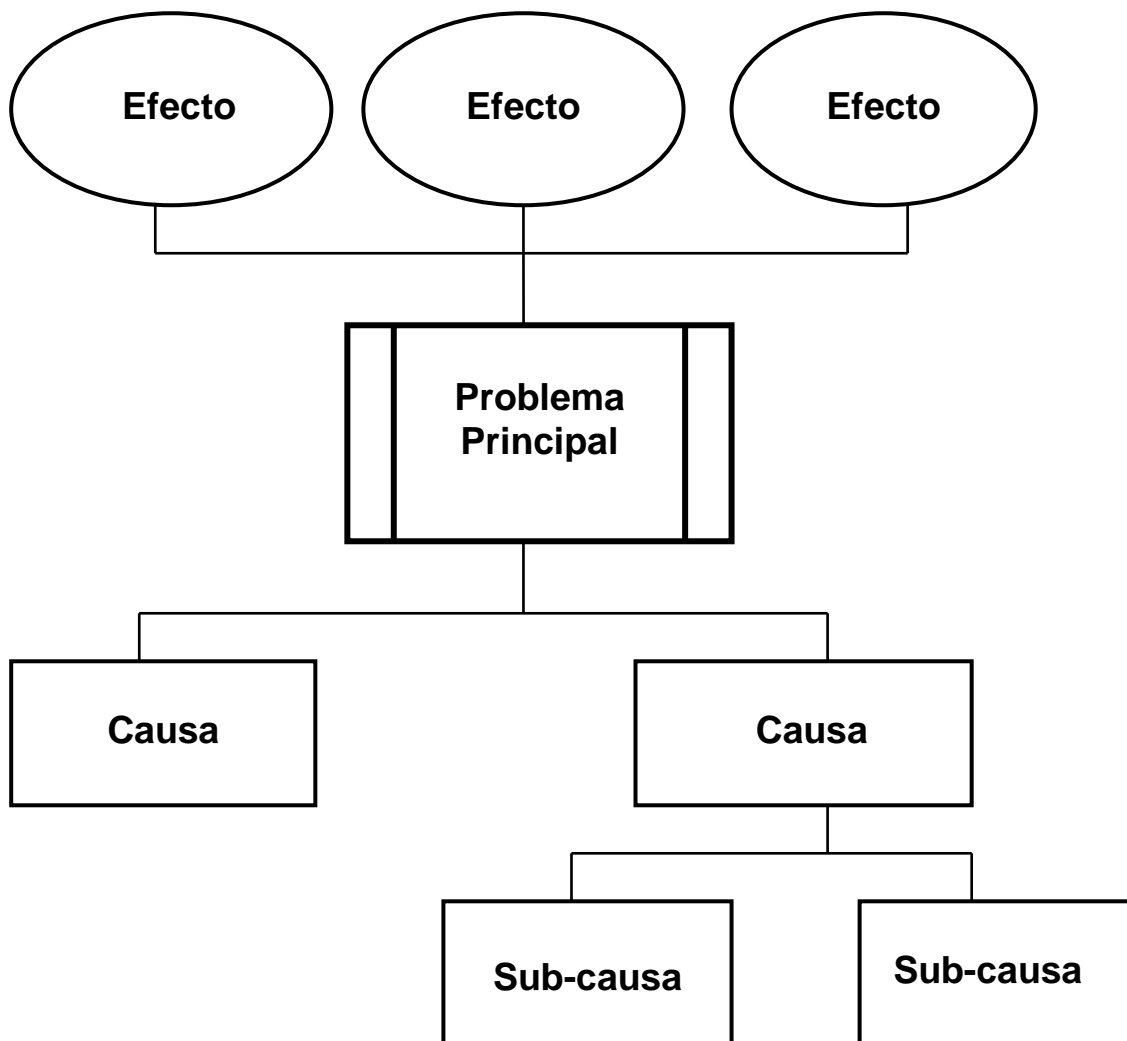 Efecto
Efecto
Efecto
Problema
Principal
Causa
Causa
Sub-causa
Sub-causa